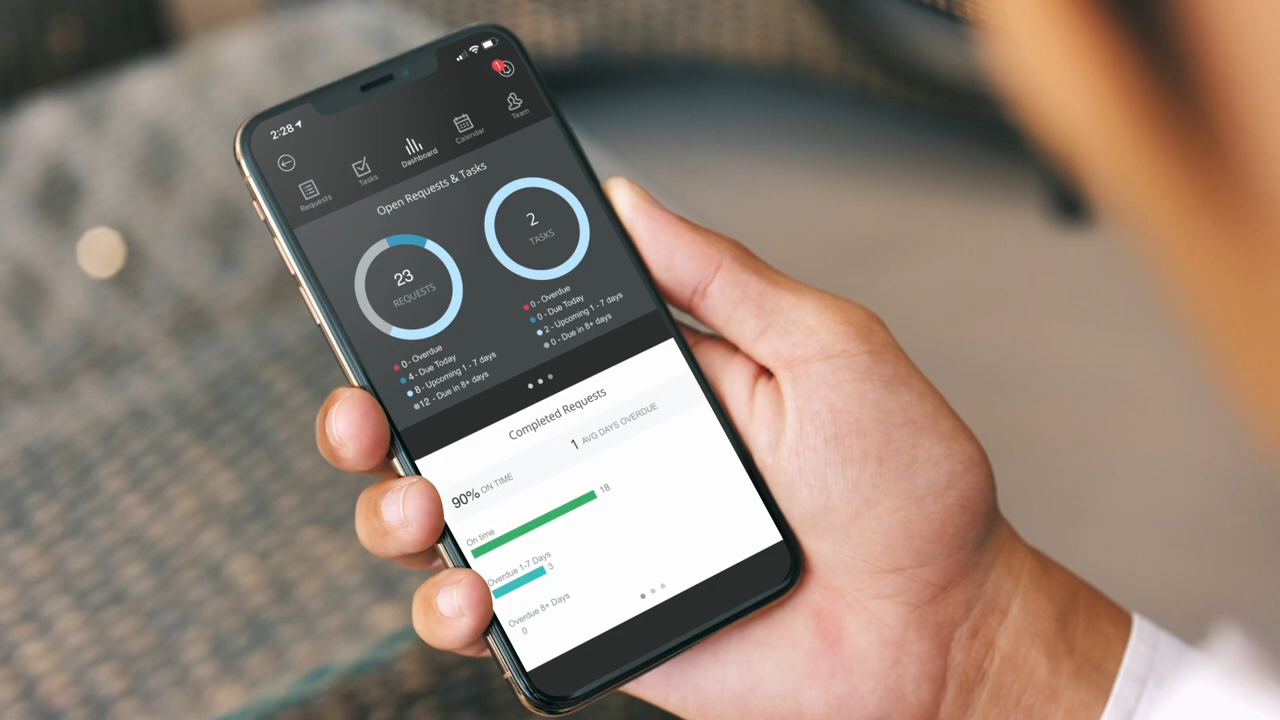 2:28
1
Requests
Tasks
Dashboard
Calendar
Team
Open Requests & Tasks
23
REQUESTS
2
TASKS
0 - Overdue
4 - Due Today
8 - Upcoming 1 - 7 days
12 - Due in 8+ days
0 - Overdue
0 - Due Today
2 - Upcoming 1 - 7 days
0 - Due in 8+ days
Completed Requests
90% ON TIME
1 AVG DAYS OVERDUE
On time
18
Overdue 1-7 Days
3
Overdue 8+ Days
0